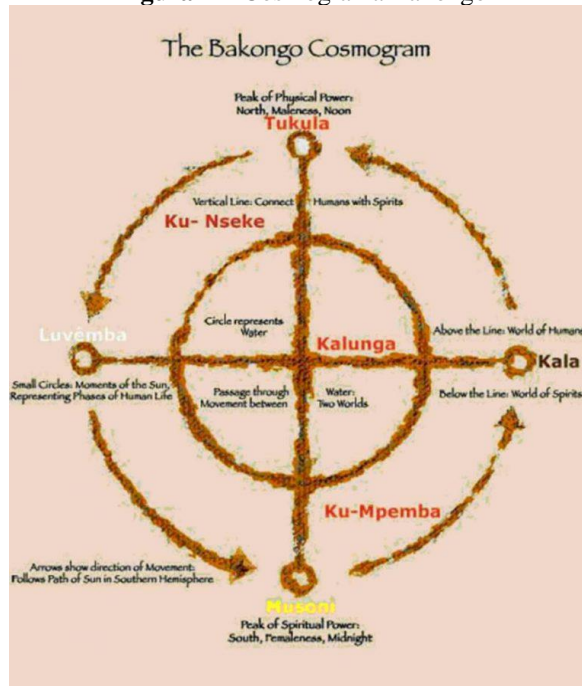 The Bakongo Cosmogram
Peak of Physical Power:
North, Maleness, Noon
Tukula
Vertical Line: Connect Humans with Spirits
Ku- Nseke
Circle represents
Water
Luvèmba
Kalunga
Above the Line: World of Humans
Kala
Small Circles: Moments of the Sun,
Representing Phases of Human Life
Passage through Water:
Movement between Two Worlds
Below the Line: World of Spirits
Ku-Mpemba
Arrows show direction of Movement:
Follows Path of Sun in Southern Hemisphere
Musoni
Peak of Spiritual Power:
South, Femaleness, Midnight